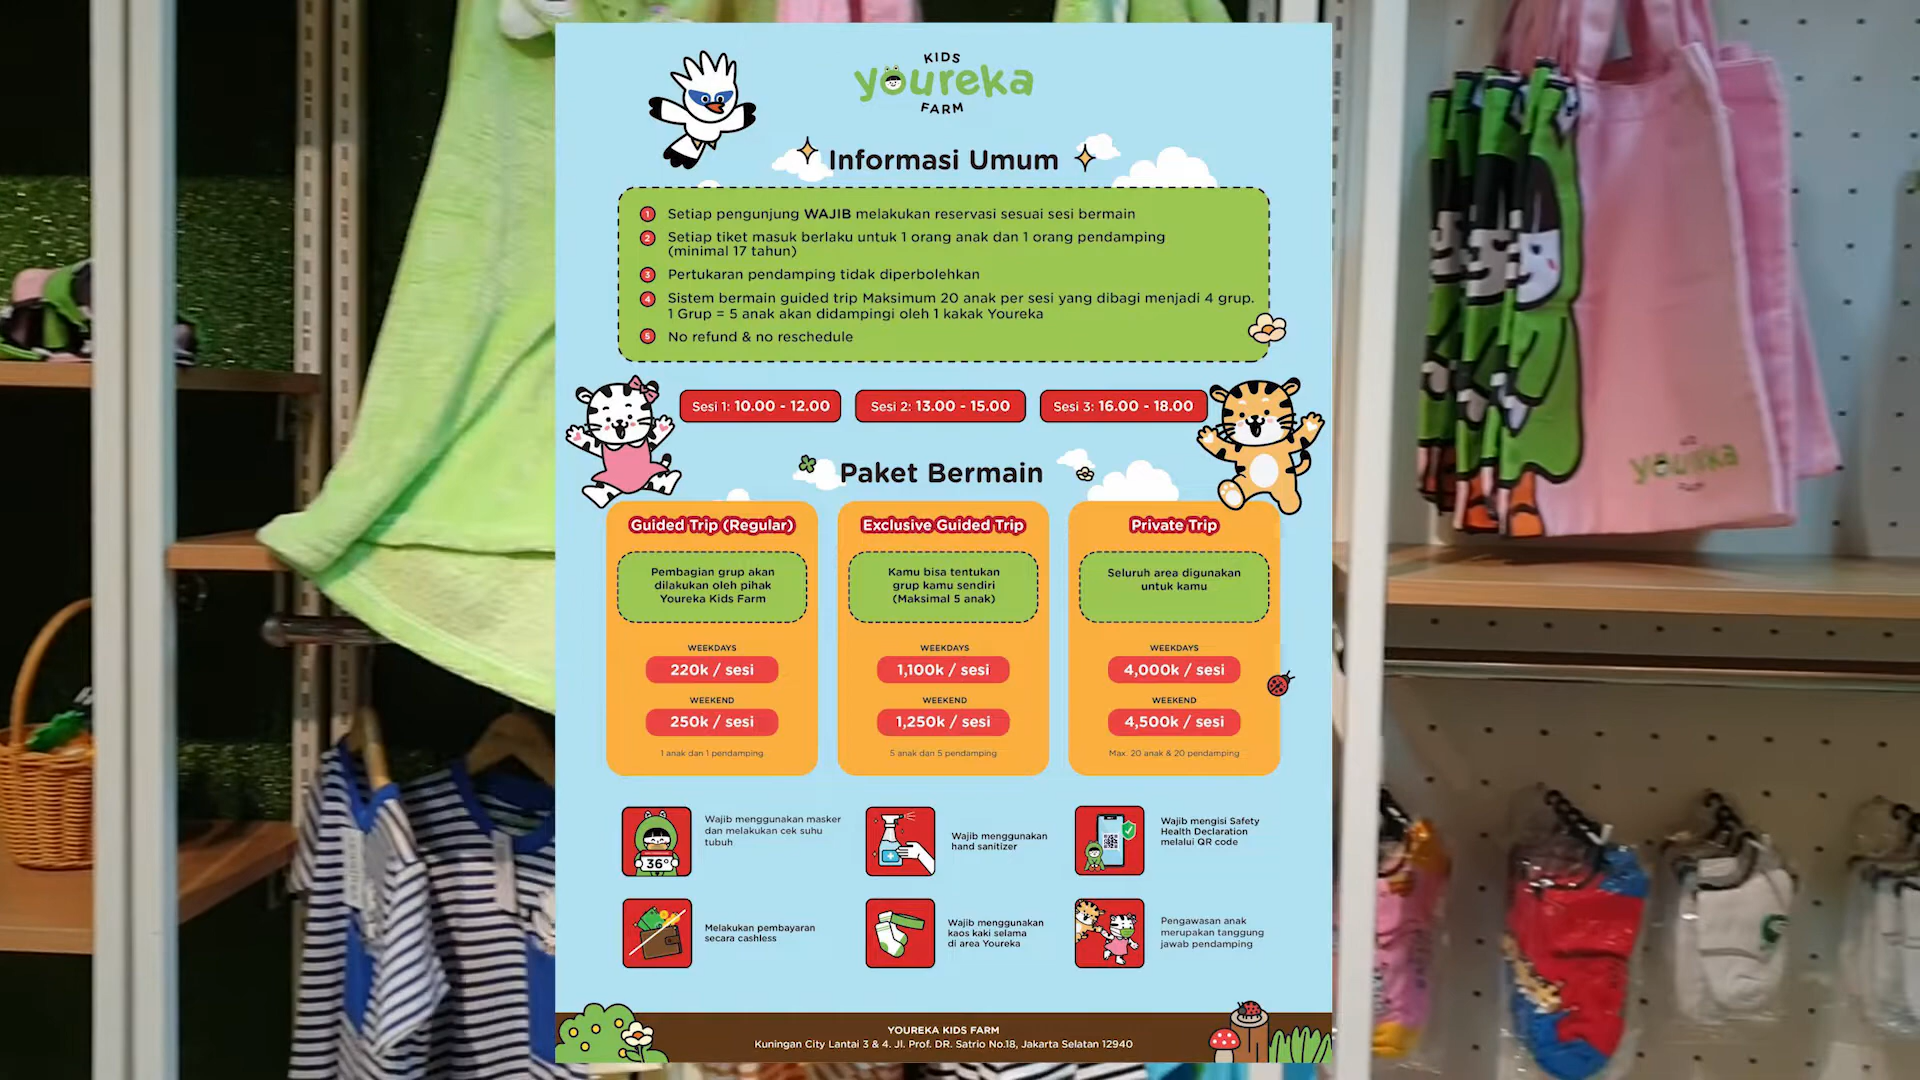 KIDS
youreka
FARM
Informasi Umum
1 Setiap pengunjung WAJIB melakukan reservasi sesuai sesi bermain
2 Setiap tiket masuk berlaku untuk 1 orang anak dan 1 orang pendamping
(minimal 17 tahun)
3 Pertukaran pendamping tidak diperbolehkan
4 Sistem bermain guided trip Maksimum 20 anak per sesi yang dibagi menjadi 4 grup.
1 Grup = 5 anak akan didampingi oleh 1 kakak Youreka
5 No refund & no reschedule
Sesi 1: 10.00 - 12.00
Sesi 2: 13.00 - 15.00
Sesi 3: 16.00 - 18.00
Paket Bermain
Guided Trip (Regular)
Pembagian grup akan
dilakukan oleh pihak
Youreka Kids Farm
WEEKDAYS
220k / sesi
WEEKEND
250k / sesi
1 anak dan 1 pendamping
Exclusive Guided Trip
Kamu bisa tentukan
grup kamu sendiri
(Maksimal 5 anak)
WEEKDAYS
1,100k / sesi
WEEKEND
1,250k / sesi
5 anak dan 5 pendamping
Private Trip
Seluruh area digunakan
untuk kamu
WEEKDAYS
4,000k / sesi
WEEKEND
4,500k / sesi
Max. 20 anak & 20 pendamping
36°
Wajib menggunakan masker
dan melakukan cek suhu
tubuh
Wajib menggunakan
hand sanitizer
Wajib mengisi Safety
Health Declaration
melalui QR code
Melakukan pembayaran
secara cashless
Wajib menggunakan
kaos kaki selama
di area Youreka
Pengawasan anak
merupakan tanggung
jawab pendamping
YOUREKA KIDS FARM
Kuningan City Lantai 3 & 4. Jl. Prof. DR. Satrio No.18, Jakarta Selatan 12940
youreka